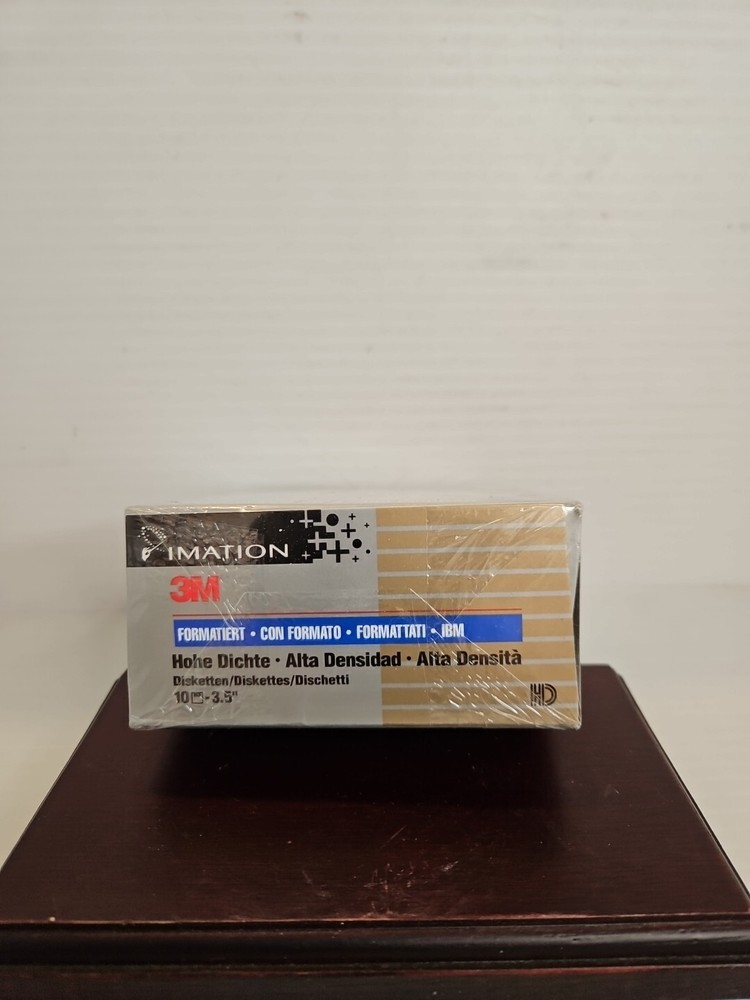 IMATION
3M
FORMATIERT • CON FORMATO • FORMATTATI • IBM
Hohe Dichte • Alta Densidad • Alta Densità
Disketten/Diskettes/Dischetti
10 - 3.5"
HD